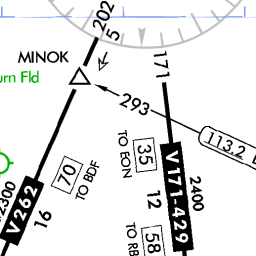 202
5
MINOK
urn Fld
171
293
113.2
TO EON
35
70
TO BDF
V262
16
2300
V171-429
12
2400
58
TO RB